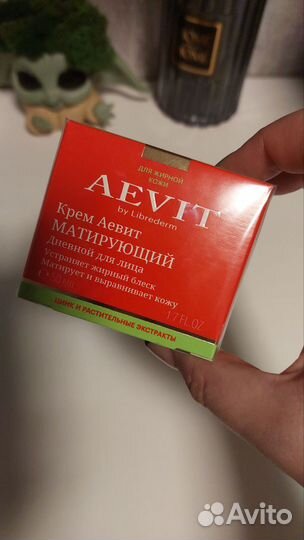 ДЛЯ ЖИРНОЙ
КОЖИ
AEVIT
by Librederm
Крем Аевит
МАТИРУЮЩИЙ
дневной для лица
Устраняет жирный блеск
Матирует и выравнивает кожу
1.7 FL.OZ
ЦИНК И РАСТИТЕЛЬНЫЕ ЭКСТРАКТЫ
Avito